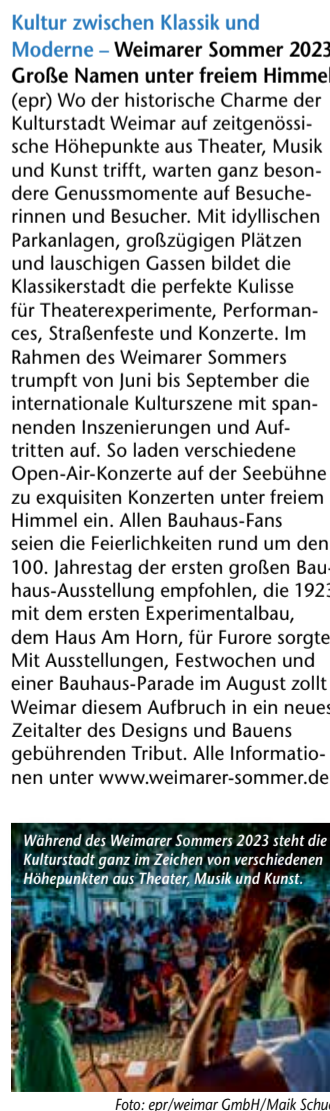 Kultur zwischen Klassik und
Moderne – Weimarer Sommer 2023
Große Namen unter freiem Himmel
(epr) Wo der historische Charme der
Kulturstadt Weimar auf zeitgenössi-
sche Höhepunkte aus Theater, Musik
und Kunst trifft, warten ganz beson-
dere Genussmomente auf Besuche-
rinnen und Besucher. Mit idyllischen
Parkanlagen, großzügigen Plätzen
und lauschigen Gassen bildet die
Klassikerstadt die perfekte Kulisse
für Theaterexperimente, Performan-
ces, Straßenfeste und Konzerte. Im
Rahmen des Weimarer Sommers
trumpft von Juni bis September die
internationale Kulturszene mit span-
nenden Inszenierungen und Auf-
tritten auf. So laden verschiedene
Open-Air-Konzerte auf der Seebühne
zu exquisiten Konzerten unter freiem
Himmel ein. Allen Bauhaus-Fans
seien die Feierlichkeiten rund um den
100. Jahrestag der ersten großen Bau-
haus-Ausstellung empfohlen, die 1923
mit dem ersten Experimentalbau,
dem Haus Am Horn, für Furore sorgte.
Mit Ausstellungen, Festwochen und
einer Bauhaus-Parade im August zollt
Weimar diesem Aufbruch in ein neues
Zeitalter des Designs und Bauens
gebührenden Tribut. Alle Informatio-
nen unter www.weimarer-sommer.de
Während des Weimarer Sommers 2023 steht die
Kulturstadt ganz im Zeichen von verschiedenen
Höhepunkten aus Theater, Musik und Kunst.
Foto: epr/weimar GmbH/Maik Schuc